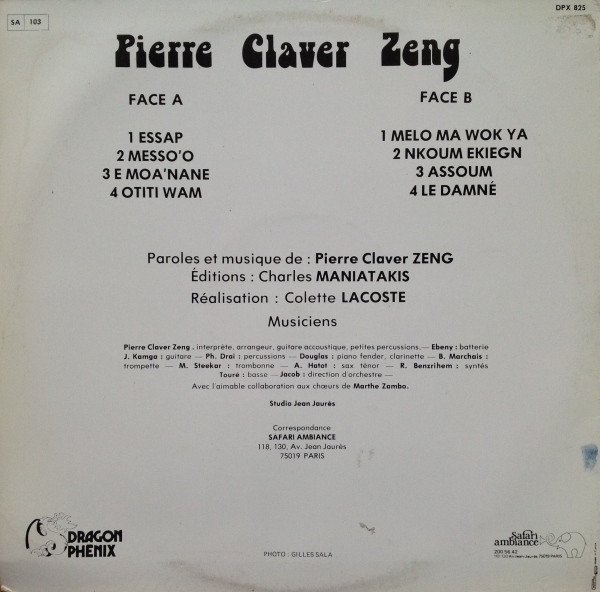 SA 103
DPX 825
Pierre Claver Zeng
FACE A
1 ESSAP
2 MESSO'O
3 E MOA'NANE
4 OTITI WAM
FACE B
1 MELO MA WOK YA
2 NKOUM EKIEGN
3 ASSOUM
4 LE DAMNÉ
Paroles et musique de : Pierre Claver ZENG
Éditions : Charles MANIATAKIS
Réalisation : Colette LACOSTE
Musiciens
Pierre Claver Zeng . interprète, arrangeur, guitare accoustique, petites percussions. — Ebeny : batterie
J. Kamga : guitare — Ph. Drai : percussions — Douglas : piano fender, clarinette — B. Marchais :
trompette — M. Steekar : trombonne — A. Hatot : sax ténor — R. Benzrihem : syntés
Touré : basse — Jacob : direction d'orchestre —
Avec l'aimable collaboration aux chœurs de Marthe Zambo.
Studio Jean Jaurès
Correspondance
SAFARI AMBIANCE
118, 130, Av. Jean Jaurès
75019 PARIS
DRAGON
PHENIX
PHOTO : GILLES SALA
Safari
ambiance
200 56 42